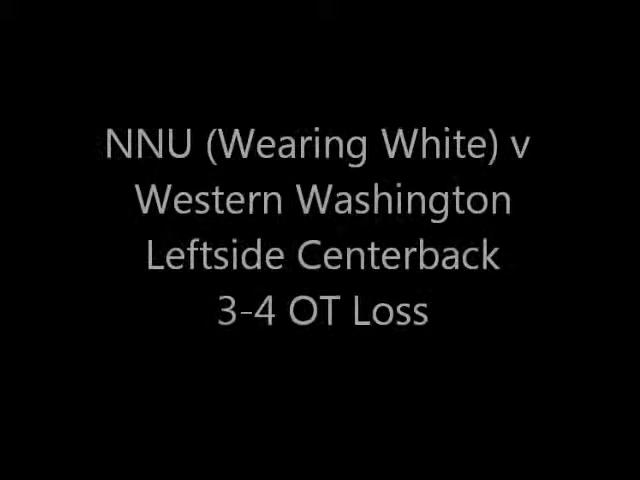 NNU (Wearing White) v
Western Washington
Leftside Centerback
3-4 OT Loss